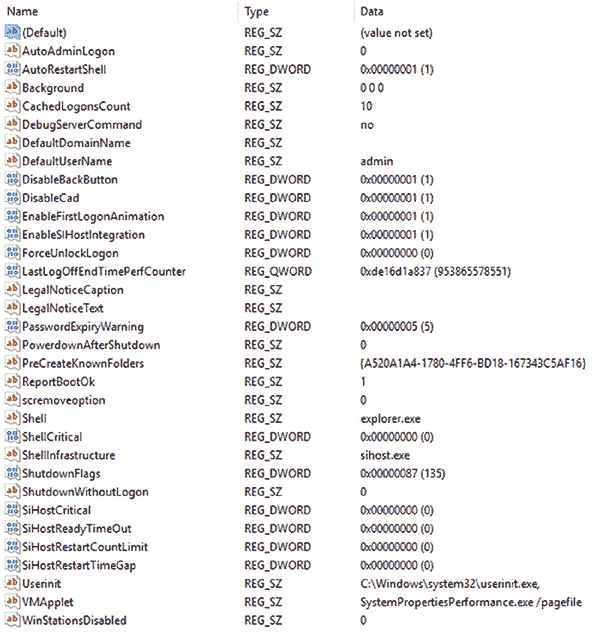 Name Type Data
(Default) REG_SZ (value not set)
AutoAdminLogon REG_SZ 0
AutoRestartShell REG_DWORD 0x00000001 (1)
Background REG_SZ 0 0 0
CachedLogonsCount REG_SZ 10
DebugServerCommand REG_SZ no
DefaultDomainName REG_SZ
DefaultUserName REG_SZ admin
DisableBackButton REG_DWORD 0x00000001 (1)
DisableCad REG_DWORD 0x00000001 (1)
EnableFirstLogonAnimation REG_DWORD 0x00000001 (1)
EnableSIHostIntegration REG_DWORD 0x00000001 (1)
ForceUnlockLogon REG_DWORD 0x00000000 (0)
LastLogOffEndTimePerfCounter REG_QWORD 0xde16d1a837 (953865578551)
LegalNoticeCaption REG_SZ
LegalNoticeText REG_SZ
PasswordExpiryWarning REG_DWORD 0x00000005 (5)
PowerdownAfterShutdown REG_SZ 0
PreCreateKnownFolders REG_SZ {A520A1A4-1780-4FF6-BD18-167343C5AF16}
ReportBootOk REG_SZ 1
scremoveoption REG_SZ 0
Shell REG_SZ explorer.exe
ShellCritical REG_DWORD 0x00000000 (0)
ShellInfrastructure REG_SZ sihost.exe
ShutdownFlags REG_DWORD 0x00000087 (135)
ShutdownWithoutLogon REG_SZ 0
SiHostCritical REG_DWORD 0x00000000 (0)
SiHostReadyTimeOut REG_DWORD 0x00000000 (0)
SiHostRestartCountLimit REG_DWORD 0x00000000 (0)
SiHostRestartTimeGap REG_DWORD 0x00000000 (0)
Userinit REG_SZ C:\Windows\system32\userinit.exe,
VMApplet REG_SZ SystemPropertiesPerformance.exe /pagefile
WinStationsDisabled REG_SZ 0